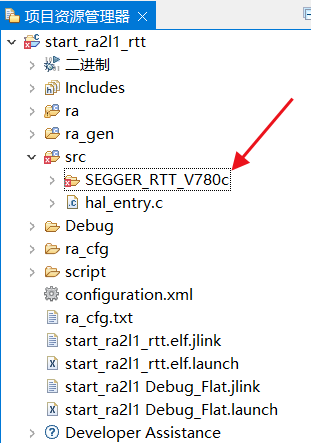 项目资源管理器
start_ra2l1_rtt
二进制
Includes
ra
ra_gen
src
SEGGER_RTT_V780c
hal_entry.c
Debug
ra_cfg
script
configuration.xml
ra_cfg.txt
start_ra2l1_rtt.elf.jlink
start_ra2l1_rtt.elf.launch
start_ra2l1 Debug_Flat.jlink
start_ra2l1 Debug_Flat.launch
Developer Assistance